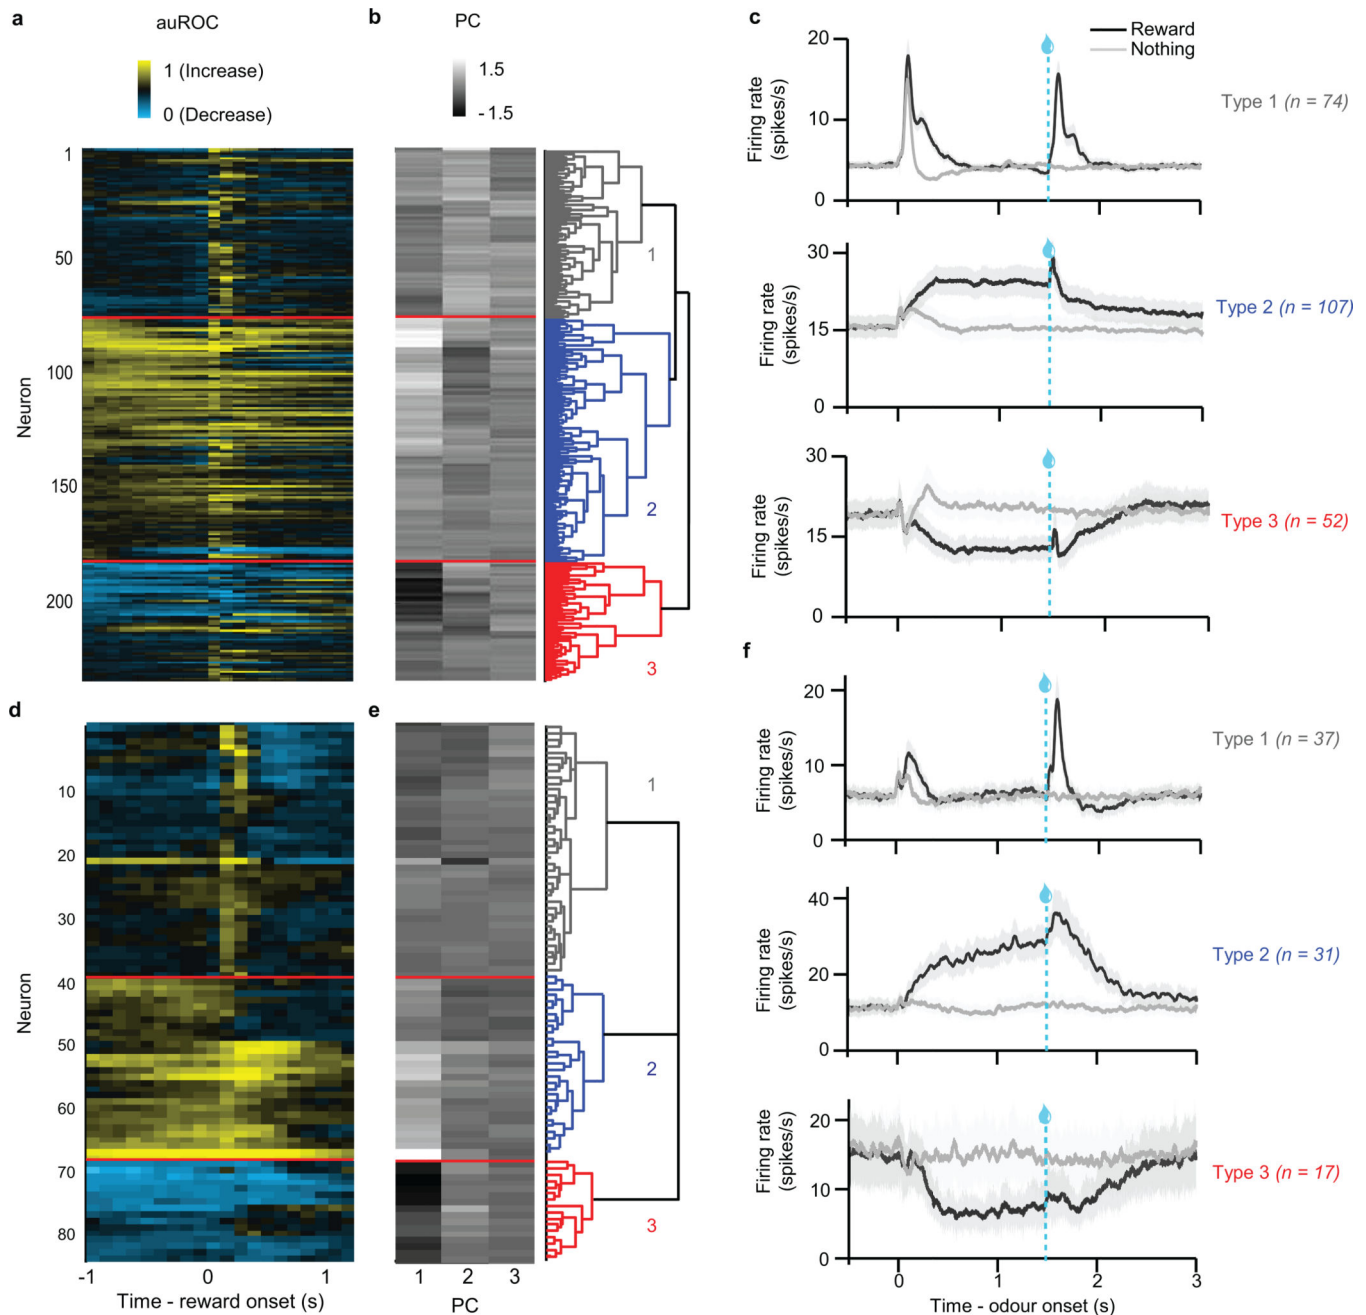 a
auROC
1 (Increase)
0 (Decrease)
Neuron
1
50
100
150
200
b
PC
1.5
-1.5
1
2
3
c
Reward
Nothing
Firing rate
(spikes/s)
20
10
0
Type 1 (n = 74)
Firing rate
(spikes/s)
30
15
0
Type 2 (n = 107)
Firing rate
(spikes/s)
30
15
0
Type 3 (n = 52)
d
Neuron
10
20
30
40
50
60
70
80
-1 0 1
Time - reward onset (s)
e
1
2
3
1 2 3
PC
f
Firing rate
(spikes/s)
20
10
0
Type 1 (n = 37)
Firing rate
(spikes/s)
40
20
0
Type 2 (n = 31)
Firing rate
(spikes/s)
20
10
0
Type 3 (n = 17)
0 1 2 3
Time - odour onset (s)